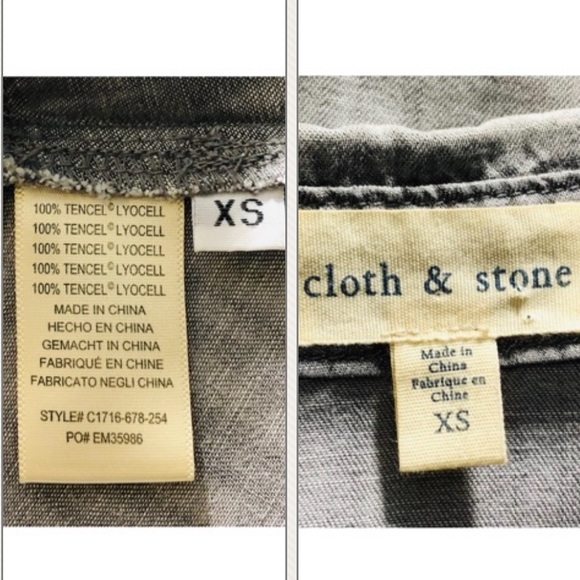 100% TENCEL© LYOCELL
100% TENCEL© LYOCELL
100% TENCEL© LYOCELL
100% TENCEL© LYOCELL
100% TENCEL© LYOCELL
MADE IN CHINA
HECHO EN CHINA
GEMACHT IN CHINA
FABRIQUÉ EN CHINE
FABRICATO NEGLI CHINA
STYLE# C1716-678-254
PO# EM35986
XS
cloth & stone
Made in
China
Fabrique en
Chine
XS